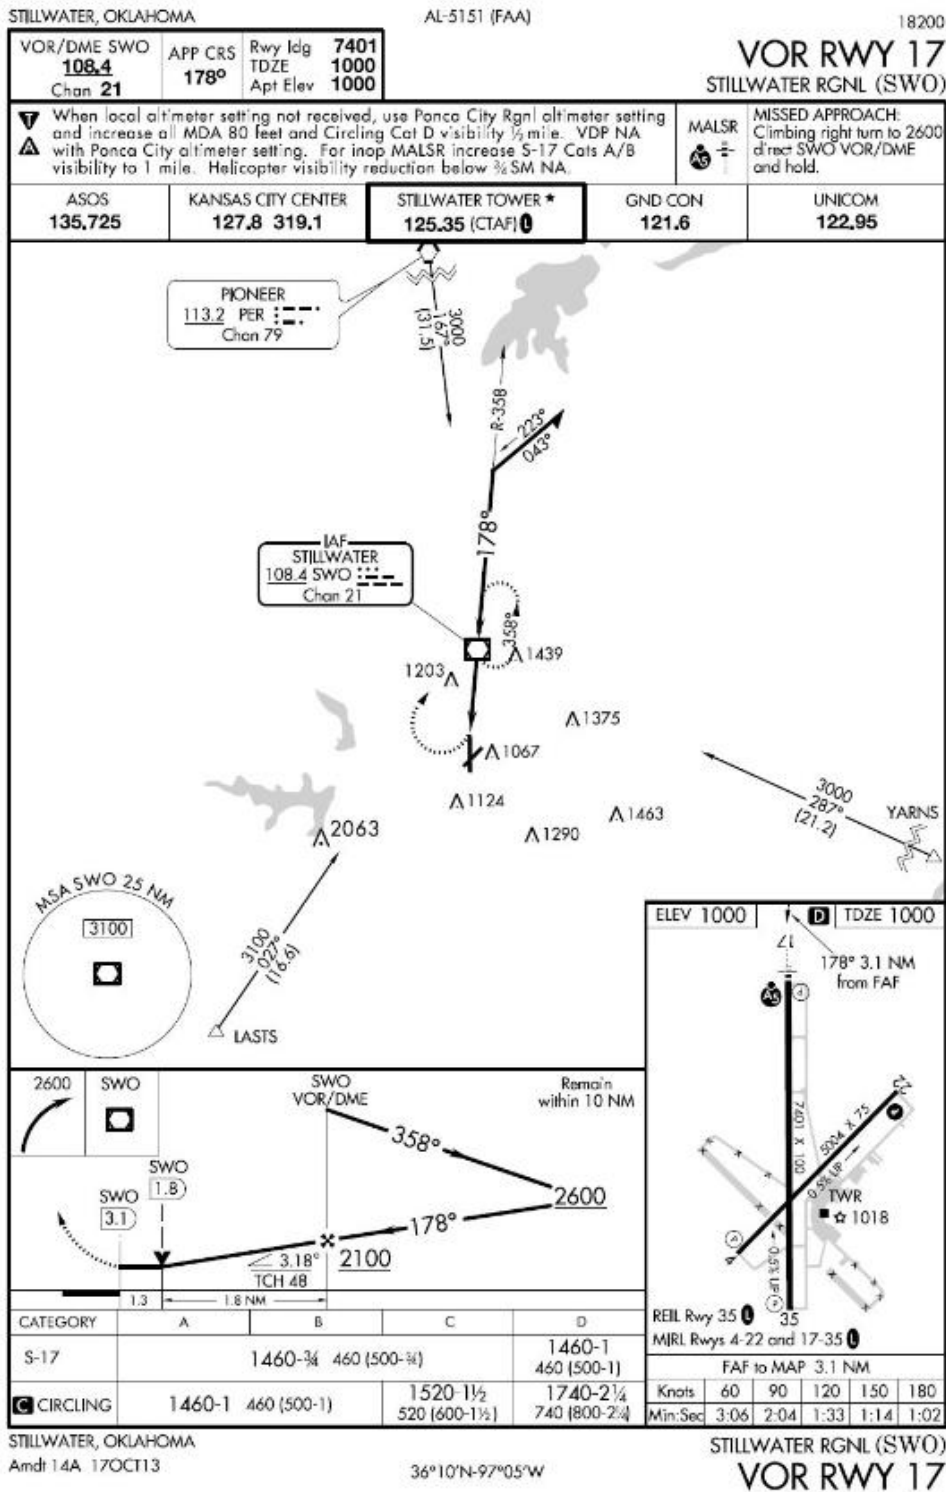 STILLWATER, OKLAHOMA
AL-5151 (FAA)
18200
VOR/DME SWO
108.4
Chan 21
APP CRS
178°
Rwy ldg 7401
TDZE 1000
Apt Elev 1000
VOR RWY 17
STILLWATER RGNL (SWO)
T
A
When local altimeter setting not received, use Ponca City Rgnl altimeter setting
and increase all MDA 80 feet and Circling Cat D visibility ½ mile. VDP NA
with Ponca City altimeter setting. For inop MALSR increase S-17 Cats A/B
visibility to 1 mile. Helicopter visibility reduction below ¾ SM NA.
MALSR
A5
MISSED APPROACH:
Climbing right turn to 2600
direct SWO VOR/DME
and hold.
ASOS
135.725
KANSAS CITY CENTER
127.8 319.1
STILLWATER TOWER ★
125.35 (CTAF) L
GND CON
121.6
UNICOM
122.95
PIONEER
113.2 PER
Chan 79
3000
167°
(31.5)
R-358
223°
043°
178°
IAF
STILLWATER
108.4 SWO
Chan 21
358°
1439
1203
1375
1067
1124
1463
1290
2063
3000
287°
(21.2)
YARNS
MSA SWO 25 NM
3100
3100
027°
(16.6)
LASTS
ELEV 1000
D
TDZE 1000
17
178° 3.1 NM
from FAF
A5
P
22
7401 X 100
5004 X 75
0.5% UP
TWR
1018
A
4
0.5% UP
35
REIL Rwy 35 L
MIRL Rwys 4-22 and 17-35 L
FAF to MAP 3.1 NM
Knots 60 90 120 150 180
Min:Sec 3:06 2:04 1:33 1:14 1:02
2600
SWO
SWO
VOR/DME
Remain
within 10 NM
358°
SWO
1.8
SWO
3.1
2600
178°
2100
3.18°
TCH 48
1.3
1.8 NM
CATEGORY A B C D
S-17
1460-¾ 460 (500-¾)
1460-1
460 (500-1)
C CIRCLING
1460-1 460 (500-1)
1520-1½
520 (600-1½)
1740-2¼
740 (800-2¼)
STILLWATER, OKLAHOMA
Amdt 14A 17OCT13
36°10'N-97°05'W
STILLWATER RGNL (SWO)
VOR RWY 17